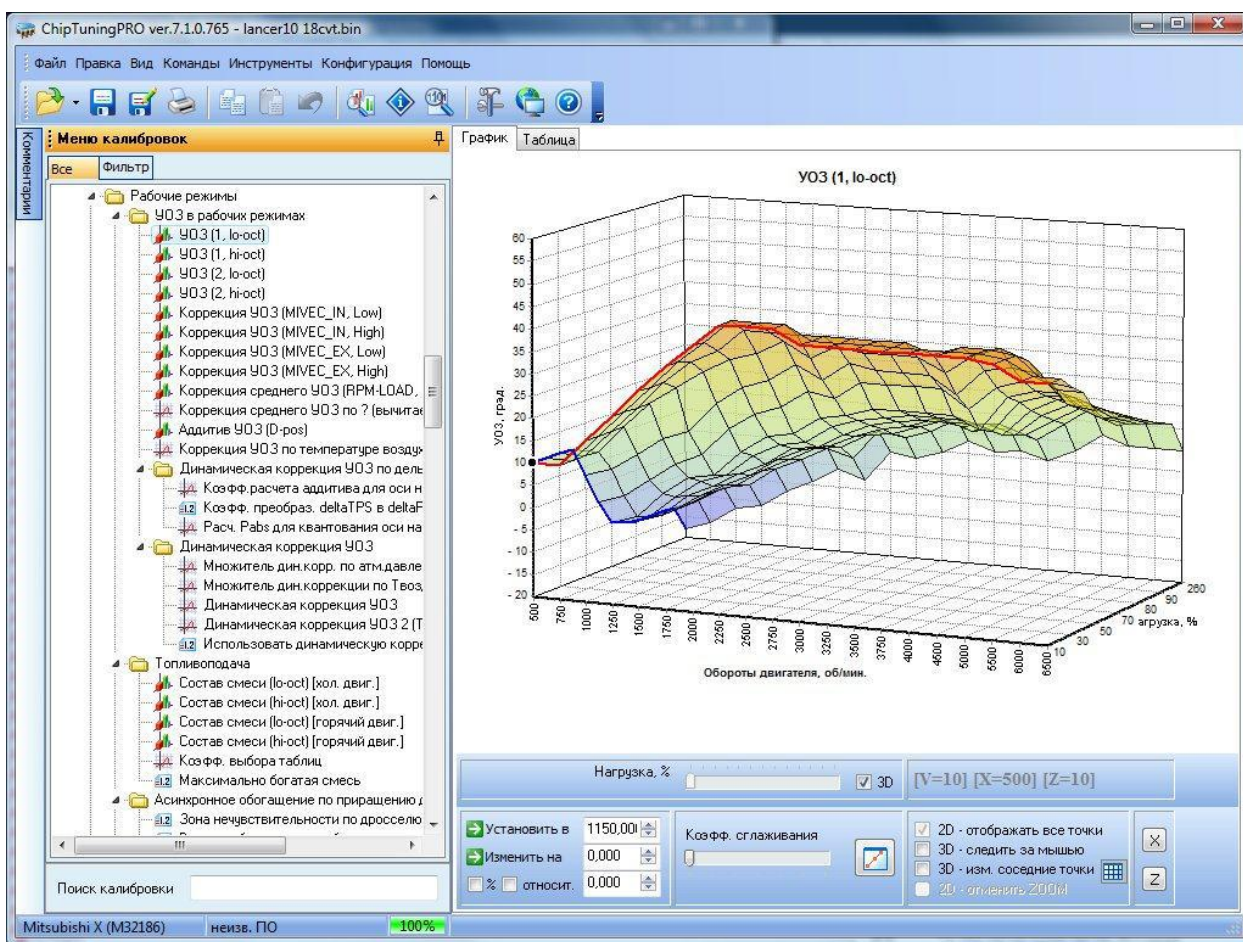 ChipTuningPRO ver.7.1.0.765 - lancer10 18cvt.bin
Файл Правка Вид Команды Инструменты Конфигурация Помощь
Комментарии
Меню калибровок
Все Фильтр
Рабочие режимы
УОЗ в рабочих режимах
УОЗ (1, lo-oct)
УОЗ (1, hi-oct)
УОЗ (2, lo-oct)
УОЗ (2, hi-oct)
Коррекция УОЗ (MIVEC_IN, Low)
Коррекция УОЗ (MIVEC_IN, High)
Коррекция УОЗ (MIVEC_EX, Low)
Коррекция УОЗ (MIVEC_EX, High)
Коррекция среднего УОЗ (RPM-LOAD,
Коррекция среднего УОЗ по ? (вычитае
Аддитив УОЗ (D-pos)
Коррекция УОЗ по температуре воздух
Динамическая коррекция УОЗ по дель
Коэфф.расчета аддитива для оси н
Коэфф. преобраз. deltaTPS в deltaF
Расч. Pabs для квантования оси на
Динамическая коррекция УОЗ
Множитель дин.корр. по атм.давле
Множитель дин.коррекции по Твоз
Динамическая коррекция УОЗ
Динамическая коррекция УОЗ 2 (Т
Использовать динамическую корре
Топливоподача
Состав смеси (lo-oct) [хол. двиг.]
Состав смеси (hi-oct) [хол. двиг.]
Состав смеси (lo-oct) [горячий двиг.]
Состав смеси (hi-oct) [горячий двиг.]
Коэфф. выбора таблиц
Максимально богатая смесь
Асинхронное обогащение по приращению д
Зона нечувствительности по дросселю
Поиск калибровки
Mitsubishi X (M32186) неизв. ПО 100%
График Таблица
УОЗ (1, lo-oct)
УОЗ, град.
60
55
50
45
40
35
30
25
20
15
10
5
0
- 5
- 10
- 15
- 20
500 750 1000 1250 1500 1750 2000 2250 2500 2750 3000 3250 3500 3750 4000 4500 5000 5500 6000 6500
Обороты двигателя, об/мин.
10 30 50 70 80 90 260
агрузка, %
Нагрузка, %
3D
[V=10] [X=500] [Z=10]
Установить в 1150,00
Изменить на 0,000
% относит. 0,000
Коэфф. сглаживания
2D - отображать все точки
3D - следить за мышью
3D - изм. соседние точки
2D - отменить ZOOM
X
Z